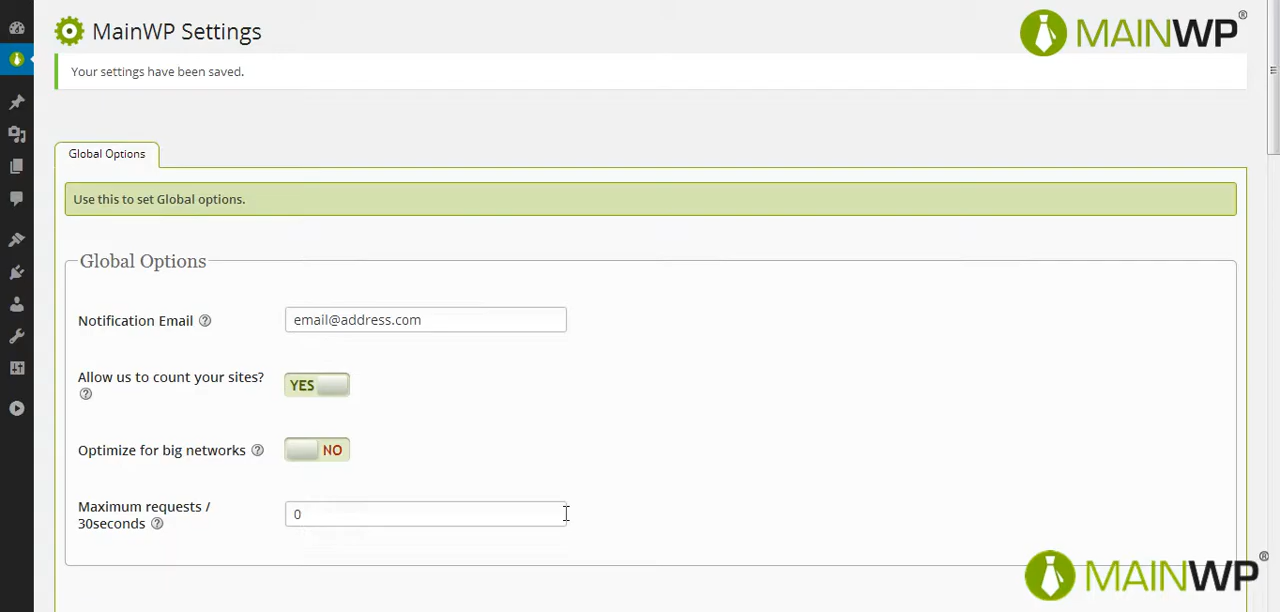 MainWP Settings
MAINWP®
Your settings have been saved.
Global Options
Use this to set Global options.
Global Options
Notification Email ?
email@address.com
Allow us to count your sites?
?
YES
Optimize for big networks ?
NO
Maximum requests /
30seconds ?
0
MAINWP®